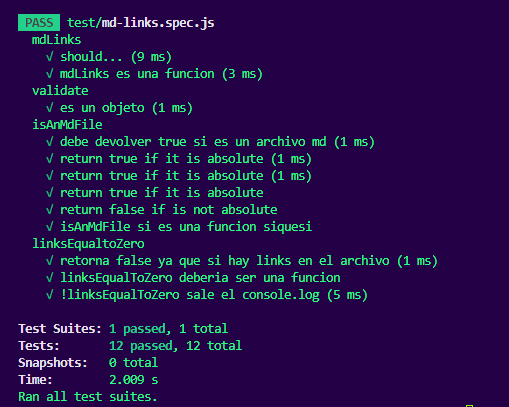 PASS test/md-links.spec.js
mdLinks
√ should... (9 ms)
√ mdLinks es una funcion (3 ms)
validate
√ es un objeto (1 ms)
isAnMdFile
√ debe devolver true si es un archivo md (1 ms)
√ return true if it is absolute (1 ms)
√ return true if it is absolute (1 ms)
√ return true if it is absolute
√ return false if is not absolute
√ isAnMdFile si es una funcion siquesi
linksEqualtoZero
√ retorna false ya que si hay links en el archivo (1 ms)
√ linksEqualToZero deberia ser una funcion
√ !linksEqualToZero sale el console.log (5 ms)
Test Suites: 1 passed, 1 total
Tests: 12 passed, 12 total
Snapshots: 0 total
Time: 2.009 s
Ran all test suites.